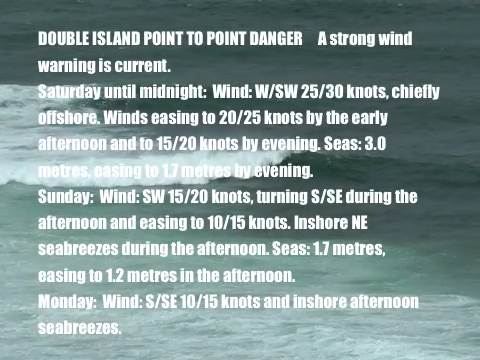 DOUBLE ISLAND POINT TO POINT DANGER A strong wind
warning is current.
Saturday until midnight: Wind: W/SW 25/30 knots, chiefly
offshore. Winds easing to 20/25 knots by the early
afternoon and to 15/20 knots by evening. Seas: 3.0
metres, easing to 1.7 metres by evening.
Sunday: Wind: SW 15/20 knots, turning S/SE during the
afternoon and easing to 10/15 knots. Inshore NE
seabreezes during the afternoon. Seas: 1.7 metres,
easing to 1.2 metres in the afternoon.
Monday: Wind: S/SE 10/15 knots and inshore afternoon
seabreezes.